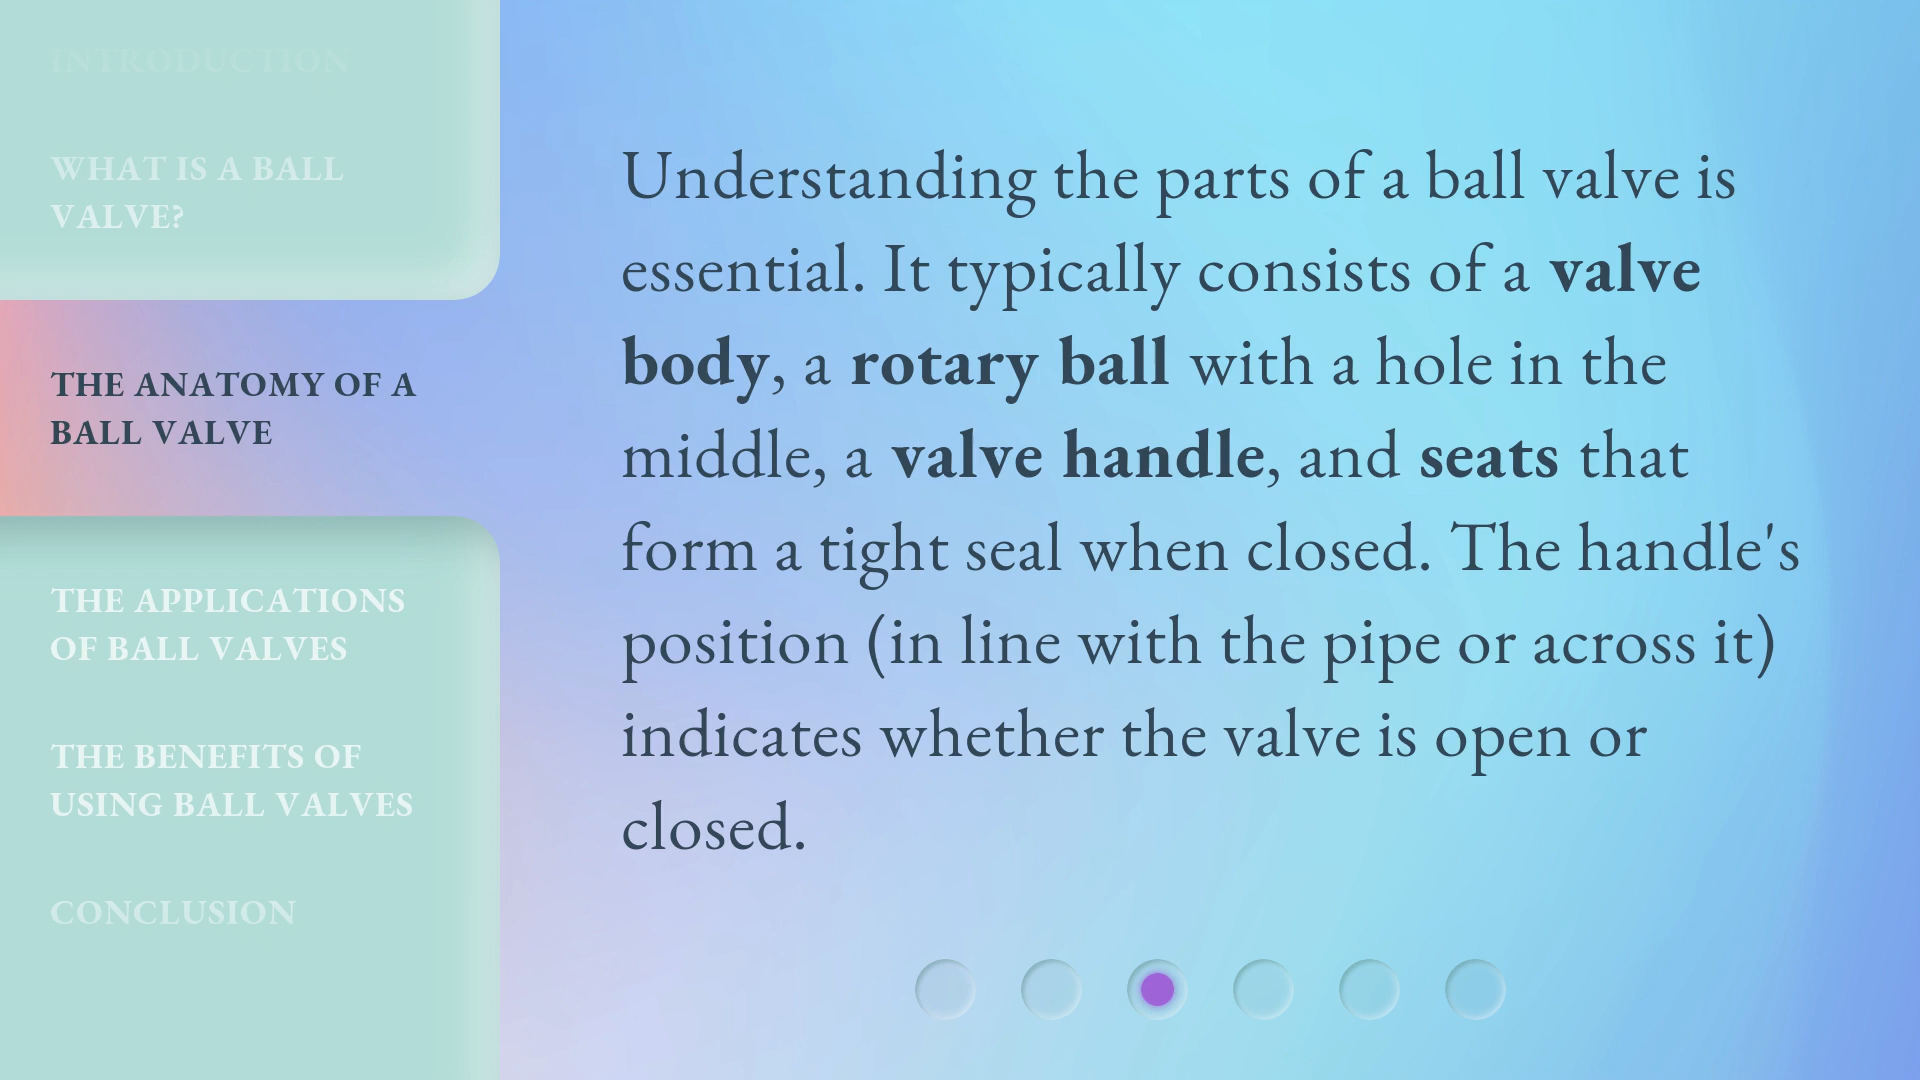 INTRODUCTION
WHAT IS A BALL
VALVE?
THE ANATOMY OF A
BALL VALVE
THE APPLICATIONS
OF BALL VALVES
THE BENEFITS OF
USING BALL VALVES
CONCLUSION
Understanding the parts of a ball valve is
essential. It typically consists of a valve
body, a rotary ball with a hole in the
middle, a valve handle, and seats that
form a tight seal when closed. The handle's
position (in line with the pipe or across it)
indicates whether the valve is open or
closed.